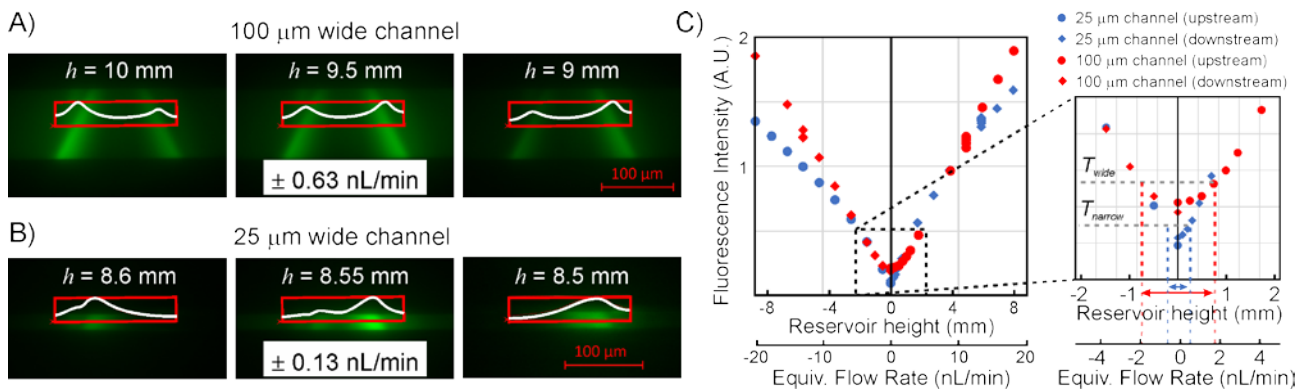 A)
100 μm wide channel
h = 10 mm
h = 9.5 mm
h = 9 mm
± 0.63 nL/min
100 μm
B)
25 μm wide channel
h = 8.6 mm
h = 8.55 mm
h = 8.5 mm
± 0.13 nL/min
100 μm
C)
25 μm channel (upstream)
25 μm channel (downstream)
100 μm channel (upstream)
100 μm channel (downstream)
Fluorescence Intensity (A.U.)
2
1
0
-8 -4 0 4 8
Reservoir height (mm)
-20 -10 0 10 20
Equiv. Flow Rate (nL/min)
Twide
Tnarrow
-2 -1 0 1 2
Reservoir height (mm)
-4 -2 0 2 4
Equiv. Flow Rate (nL/min)